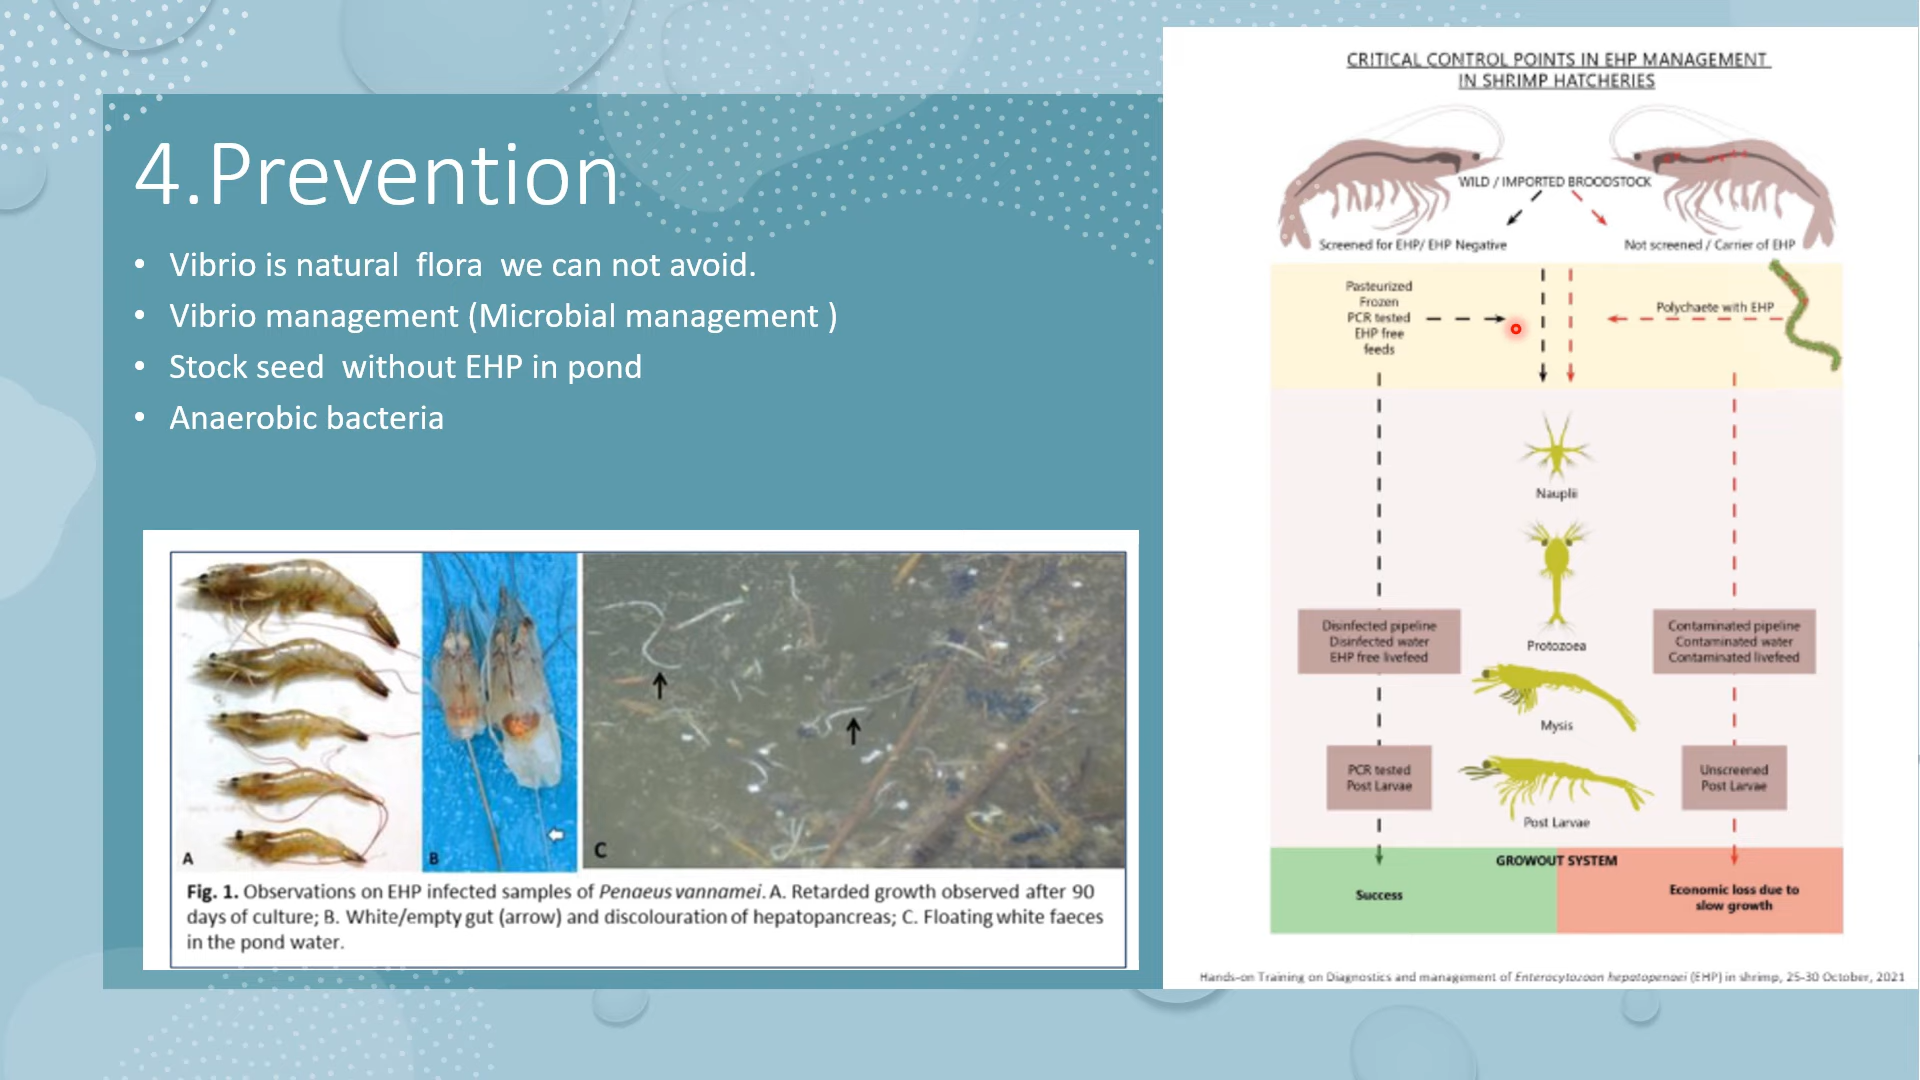 4.Prevention
• Vibrio is natural flora we can not avoid.
• Vibrio management (Microbial management )
• Stock seed without EHP in pond
• Anaerobic bacteria
A
B
C
Fig. 1. Observations on EHP infected samples of Penaeus vannamei. A. Retarded growth observed after 90
days of culture; B. White/empty gut (arrow) and discolouration of hepatopancreas; C. Floating white faeces
in the pond water.
CRITICAL CONTROL POINTS IN EHP MANAGEMENT
IN SHRIMP HATCHERIES
WILD / IMPORTED BROODSTOCK
Screened for EHP/ EHP Negative
Not screened / Carrier of EHP
Pasteurized
Frozen
PCR tested
EHP free
feeds
Polychaete with EHP
Nauplii
Protozoea
Disinfected pipeline
Disinfected water
EHP free livefeed
Contaminated pipeline
Contaminated water
Contaminated livefeed
Mysis
PCR tested
Post Larvae
Unscreened
Post Larvae
Post Larvae
GROWOUT SYSTEM
Success
Economic loss due to
slow growth
Hands-on Training on Diagnostics and management of Enterocytozoon hepatopenaei (EHP) in shrimp, 25-30 October, 2021